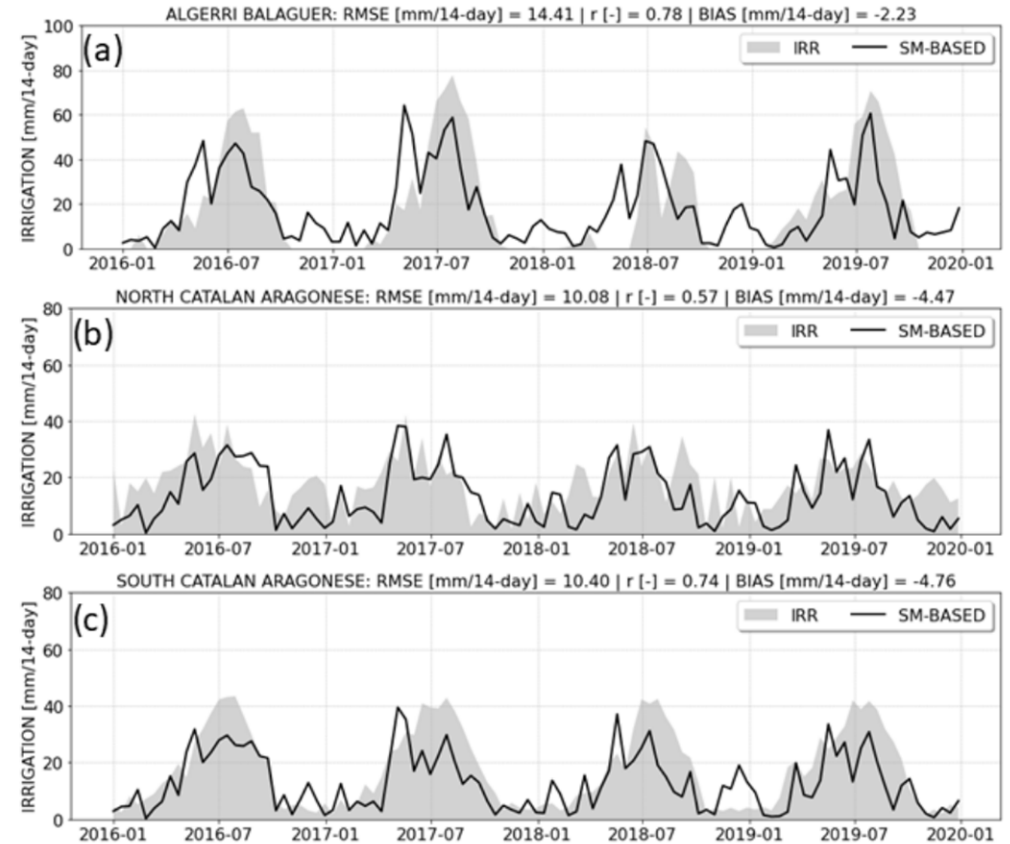 ALGERRI BALAGUER: RMSE [mm/14-day] = 14.41 | r [-] = 0.78 | BIAS [mm/14-day] = -2.23
(a)
IRR
SM-BASED
IRRIGATION [mm/14-day]
100
80
60
40
20
0
2016-01 2016-07 2017-01 2017-07 2018-01 2018-07 2019-01 2019-07 2020-01
NORTH CATALAN ARAGONESE: RMSE [mm/14-day] = 10.08 | r [-] = 0.57 | BIAS [mm/14-day] = -4.47
(b)
IRR
SM-BASED
IRRIGATION [mm/14-day]
80
60
40
20
0
2016-01 2016-07 2017-01 2017-07 2018-01 2018-07 2019-01 2019-07 2020-01
SOUTH CATALAN ARAGONESE: RMSE [mm/14-day] = 10.40 | r [-] = 0.74 | BIAS [mm/14-day] = -4.76
(c)
IRR
SM-BASED
IRRIGATION [mm/14-day]
80
60
40
20
0
2016-01 2016-07 2017-01 2017-07 2018-01 2018-07 2019-01 2019-07 2020-01